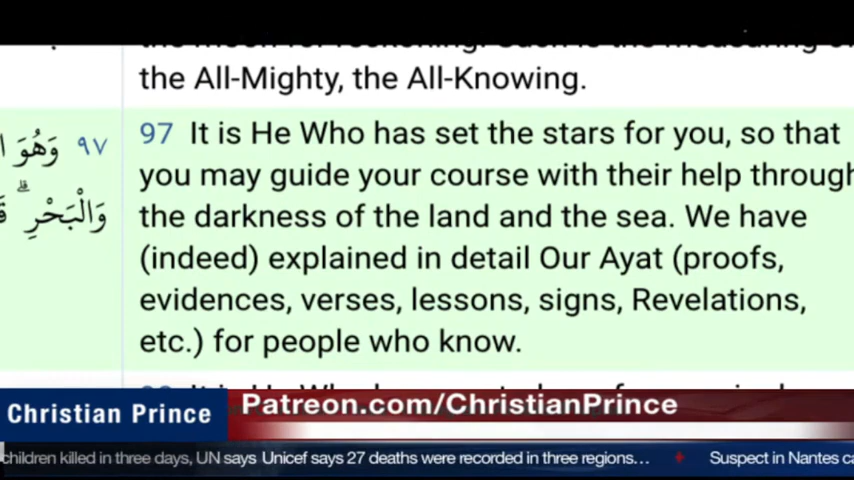 the All-Mighty, the All-Knowing.
٩٧ وَهُوَ
وَالْبَحْرِ ۗ
97 It is He Who has set the stars for you, so that
you may guide your course with their help through
the darkness of the land and the sea. We have
(indeed) explained in detail Our Ayat (proofs,
evidences, verses, lessons, signs, Revelations,
etc.) for people who know.
Christian Prince
Patreon.com/ChristianPrince
children killed in three days, UN says Unicef says 27 deaths were recorded in three regions... ♦ Suspect in Nantes